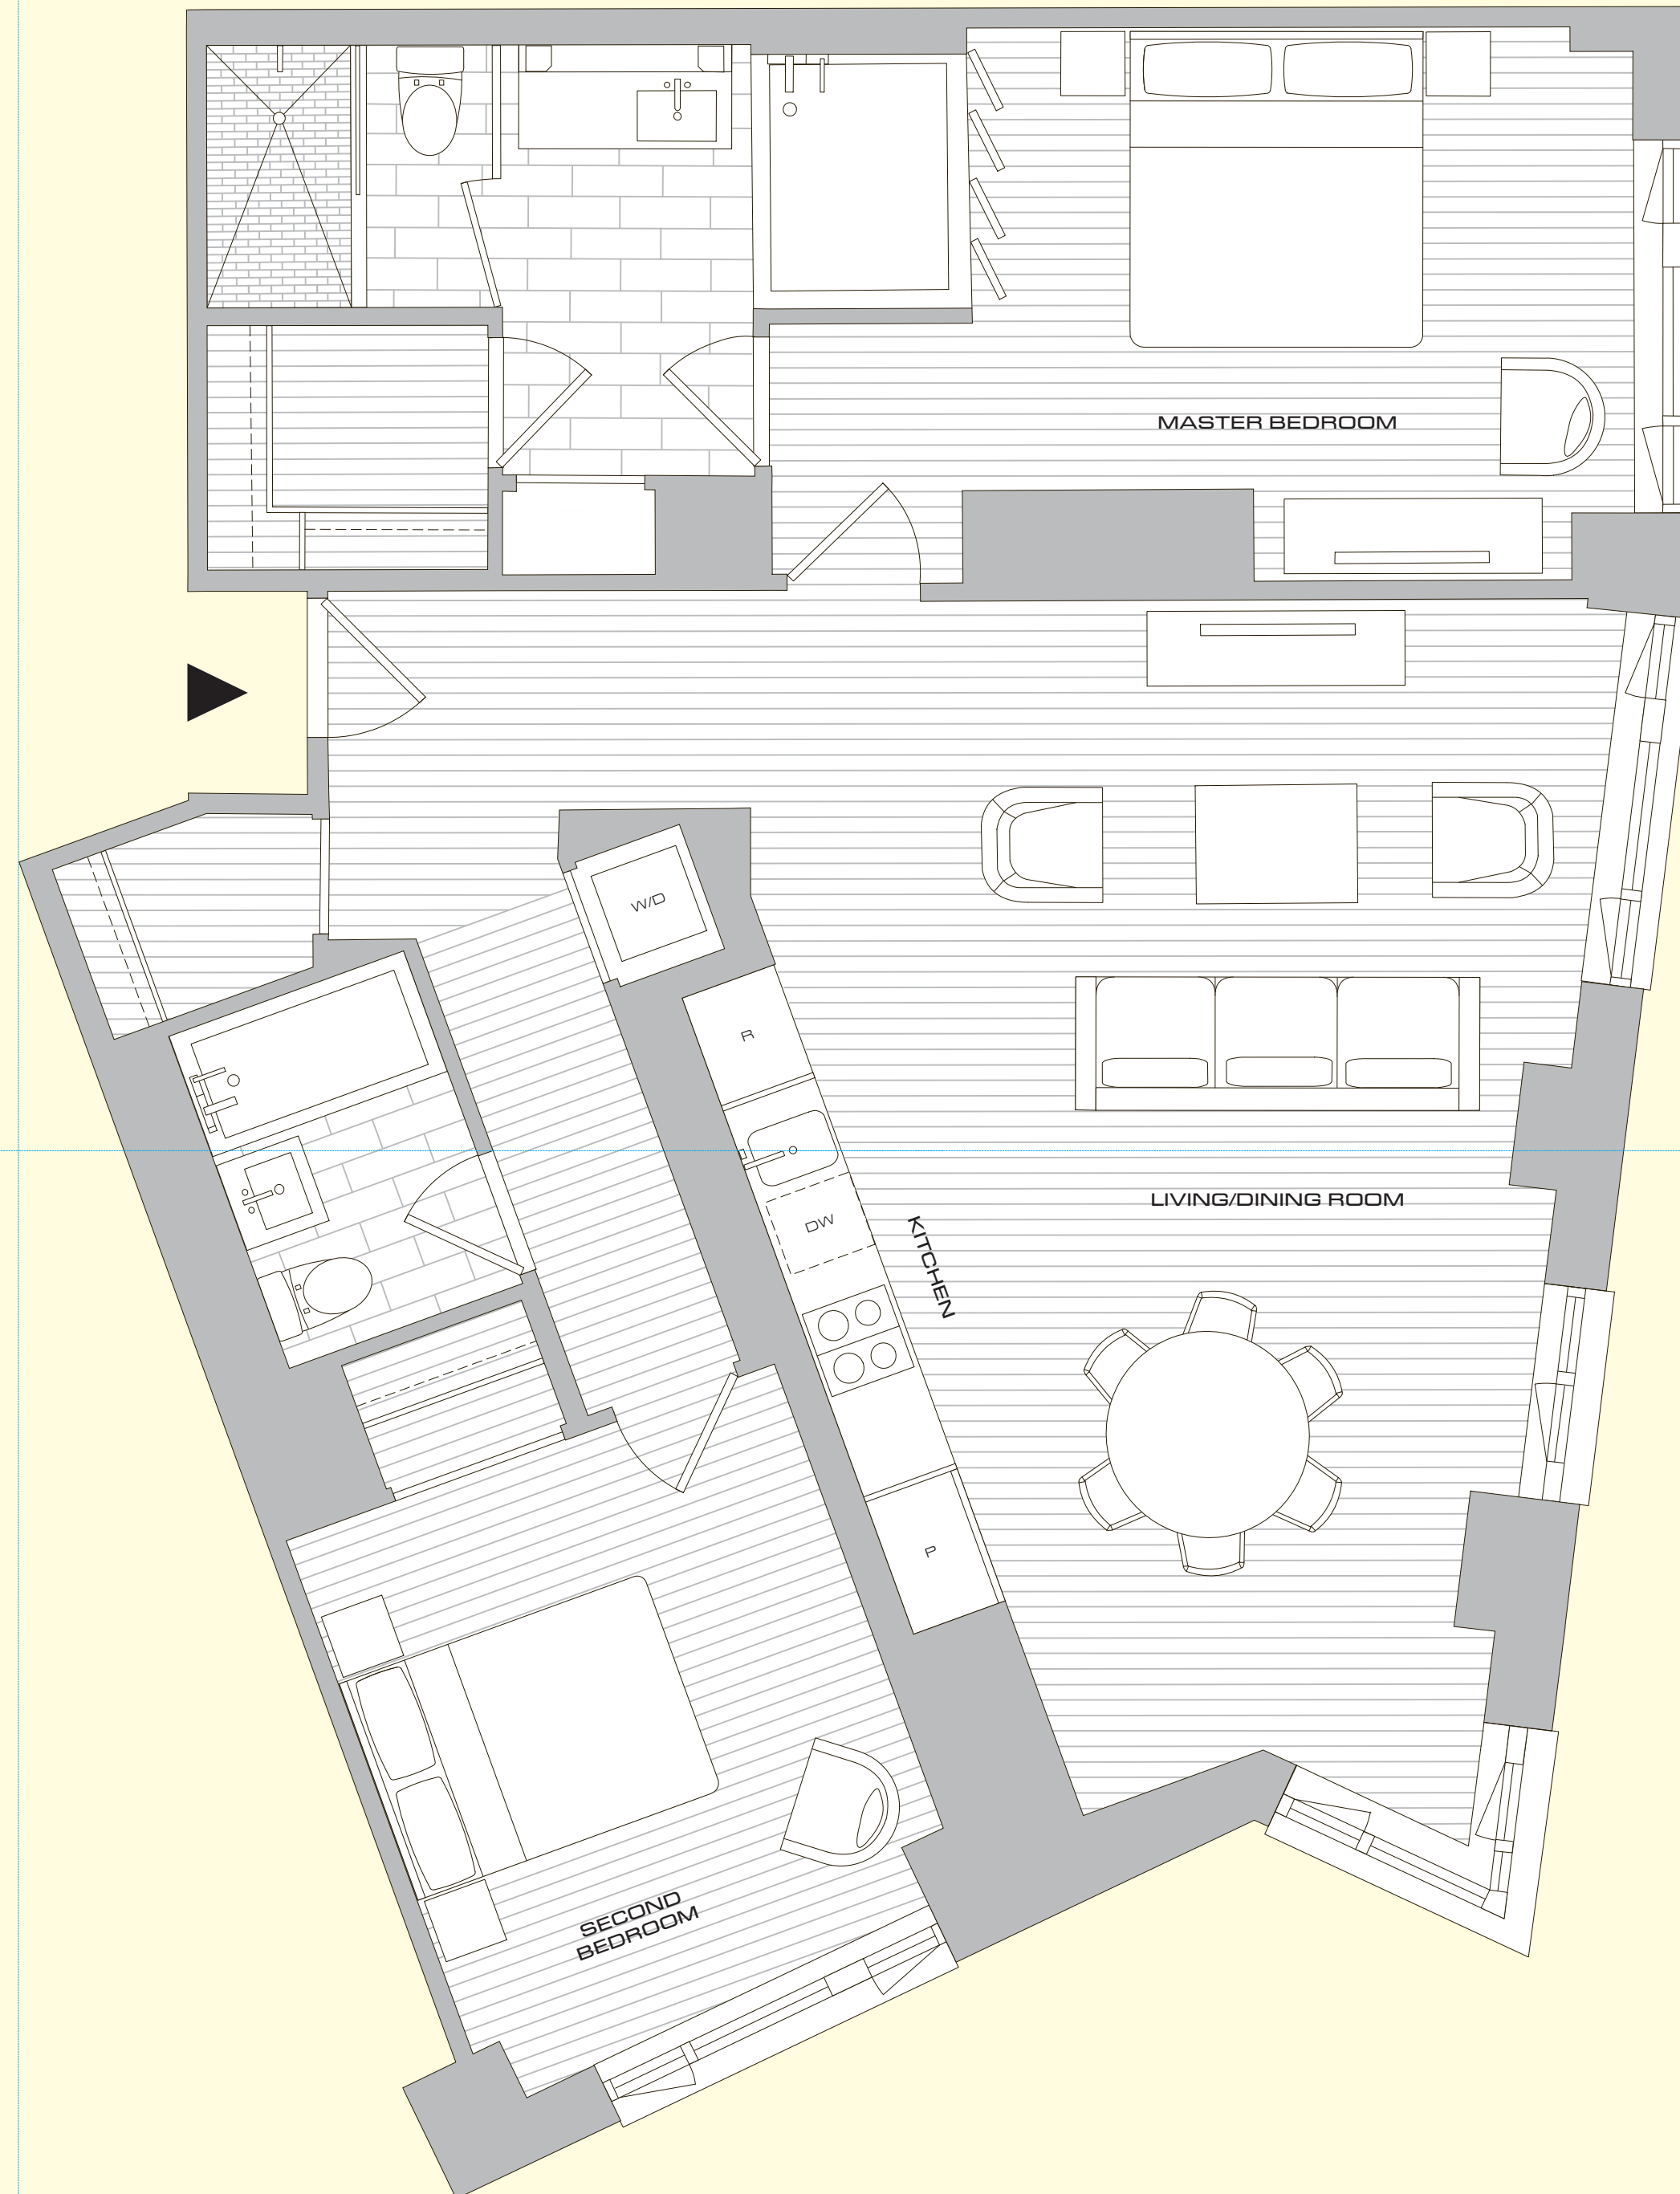 MASTER BEDROOM
W/D
R
DW
KITCHEN
LIVING/DINING ROOM
P
SECOND
BEDROOM